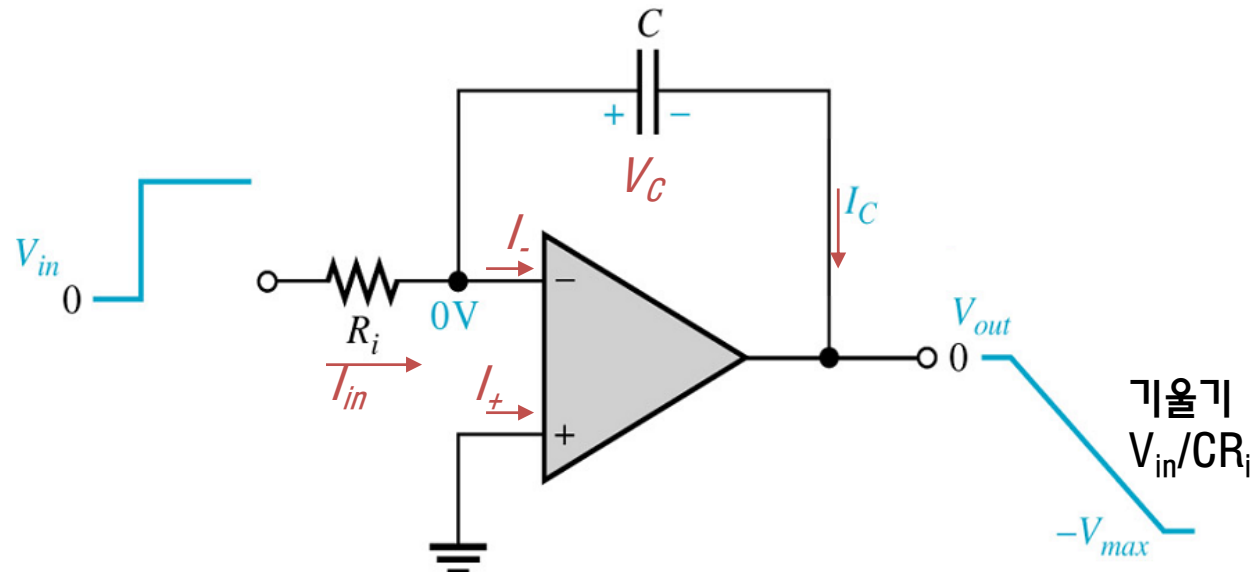 C
+ −
V_C
I_C
V_in
0
I_-
−
0V
R_i
I_in
I_+
+
V_out
0
기울기
V_in/CR_i
−V_max